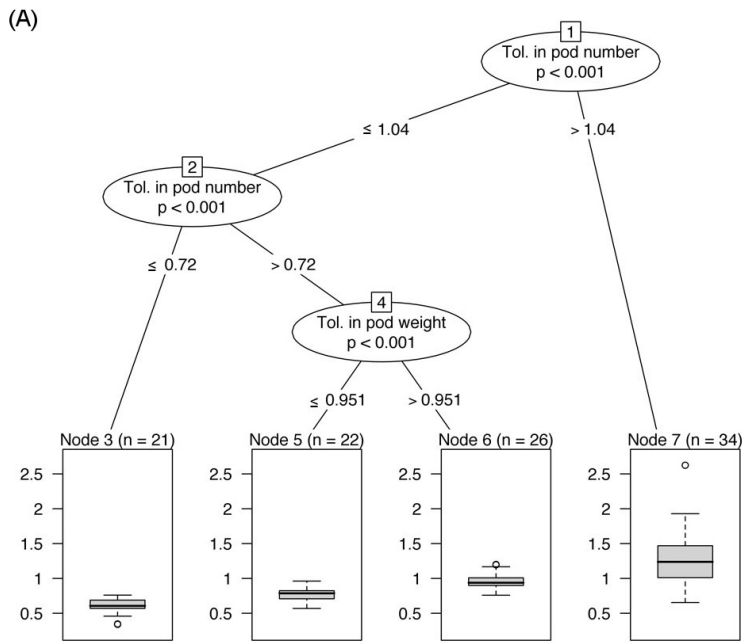 (A)
1
Tol. in pod number
p < 0.001
≤ 1.04
> 1.04
2
Tol. in pod number
p < 0.001
≤ 0.72
> 0.72
4
Tol. in pod weight
p < 0.001
≤ 0.951
> 0.951
Node 3 (n = 21)
2.5
2
1.5
1
0.5
Node 5 (n = 22)
2.5
2
1.5
1
0.5
Node 6 (n = 26)
2.5
2
1.5
1
0.5
Node 7 (n = 34)
2.5
2
1.5
1
0.5